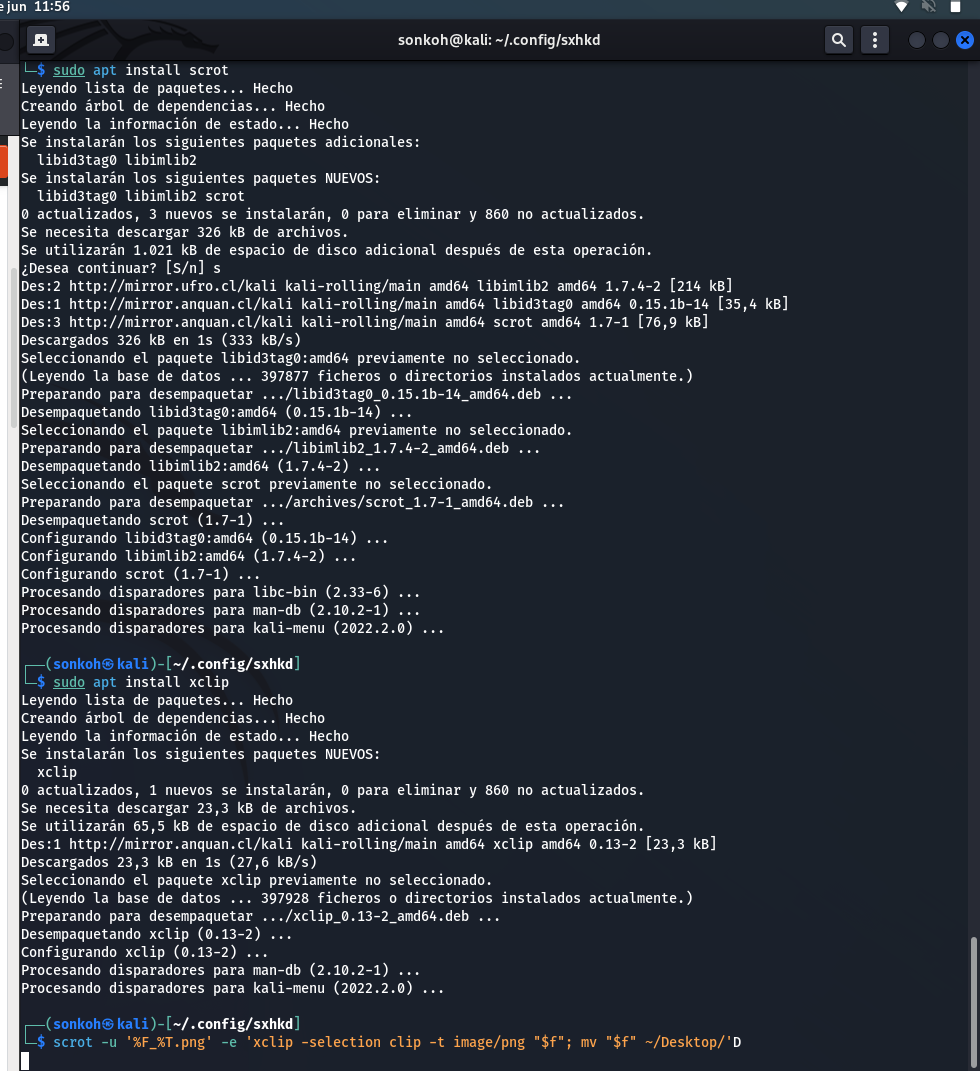 e jun 11:56
sonkoh@kali: ~/.config/sxhkd
└─$ sudo apt install scrot
Leyendo lista de paquetes... Hecho
Creando árbol de dependencias... Hecho
Leyendo la información de estado... Hecho
Se instalarán los siguientes paquetes adicionales:
  libid3tag0 libimlib2
Se instalarán los siguientes paquetes NUEVOS:
  libid3tag0 libimlib2 scrot
0 actualizados, 3 nuevos se instalarán, 0 para eliminar y 860 no actualizados.
Se necesita descargar 326 kB de archivos.
Se utilizarán 1.021 kB de espacio de disco adicional después de esta operación.
¿Desea continuar? [S/n] s
Des:2 http://mirror.ufro.cl/kali kali-rolling/main amd64 libimlib2 amd64 1.7.4-2 [214 kB]
Des:1 http://mirror.anquan.cl/kali kali-rolling/main amd64 libid3tag0 amd64 0.15.1b-14 [35,4 kB]
Des:3 http://mirror.anquan.cl/kali kali-rolling/main amd64 scrot amd64 1.7-1 [76,9 kB]
Descargados 326 kB en 1s (333 kB/s)
Seleccionando el paquete libid3tag0:amd64 previamente no seleccionado.
(Leyendo la base de datos ... 397877 ficheros o directorios instalados actualmente.)
Preparando para desempaquetar .../libid3tag0_0.15.1b-14_amd64.deb ...
Desempaquetando libid3tag0:amd64 (0.15.1b-14) ...
Seleccionando el paquete libimlib2:amd64 previamente no seleccionado.
Preparando para desempaquetar .../libimlib2_1.7.4-2_amd64.deb ...
Desempaquetando libimlib2:amd64 (1.7.4-2) ...
Seleccionando el paquete scrot previamente no seleccionado.
Preparando para desempaquetar .../archives/scrot_1.7-1_amd64.deb ...
Desempaquetando scrot (1.7-1) ...
Configurando libid3tag0:amd64 (0.15.1b-14) ...
Configurando libimlib2:amd64 (1.7.4-2) ...
Configurando scrot (1.7-1) ...
Procesando disparadores para libc-bin (2.33-6) ...
Procesando disparadores para man-db (2.10.2-1) ...
Procesando disparadores para kali-menu (2022.2.0) ...
┌──(sonkoh㉿kali)-[~/.config/sxhkd]
└─$ sudo apt install xclip
Leyendo lista de paquetes... Hecho
Creando árbol de dependencias... Hecho
Leyendo la información de estado... Hecho
Se instalarán los siguientes paquetes NUEVOS:
  xclip
0 actualizados, 1 nuevos se instalarán, 0 para eliminar y 860 no actualizados.
Se necesita descargar 23,3 kB de archivos.
Se utilizarán 65,5 kB de espacio de disco adicional después de esta operación.
Des:1 http://mirror.anquan.cl/kali kali-rolling/main amd64 xclip amd64 0.13-2 [23,3 kB]
Descargados 23,3 kB en 1s (27,6 kB/s)
Seleccionando el paquete xclip previamente no seleccionado.
(Leyendo la base de datos ... 397928 ficheros o directorios instalados actualmente.)
Preparando para desempaquetar .../xclip_0.13-2_amd64.deb ...
Desempaquetando xclip (0.13-2) ...
Configurando xclip (0.13-2) ...
Procesando disparadores para man-db (2.10.2-1) ...
Procesando disparadores para kali-menu (2022.2.0) ...
┌──(sonkoh㉿kali)-[~/.config/sxhkd]
└─$ scrot -u '%F_%T.png' -e 'xclip -selection clip -t image/png "$f"; mv "$f" ~/Desktop/'D